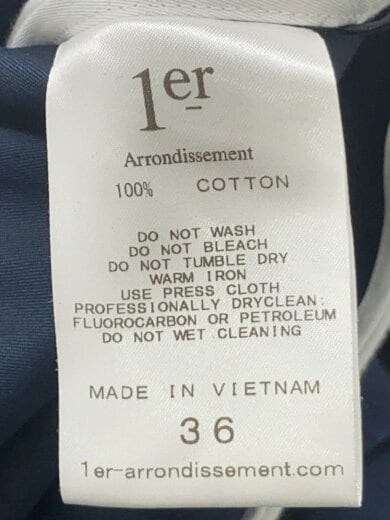 1er
Arrondissement
100% COTTON
DO NOT WASH
DO NOT BLEACH
DO NOT TUMBLE DRY
WARM IRON
USE PRESS CLOTH
PROFESSIONALLY DRYCLEAN:
FLUOROCARBON OR PETROLEUM
DO NOT WET CLEANING
MADE IN VIETNAM
36
1er-arrondissement.com